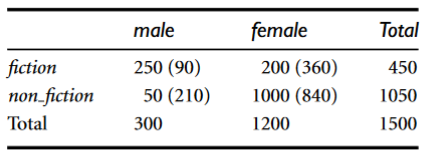 male female Total
fiction 250 (90) 200 (360) 450
non_fiction 50 (210) 1000 (840) 1050
Total 300 1200 1500